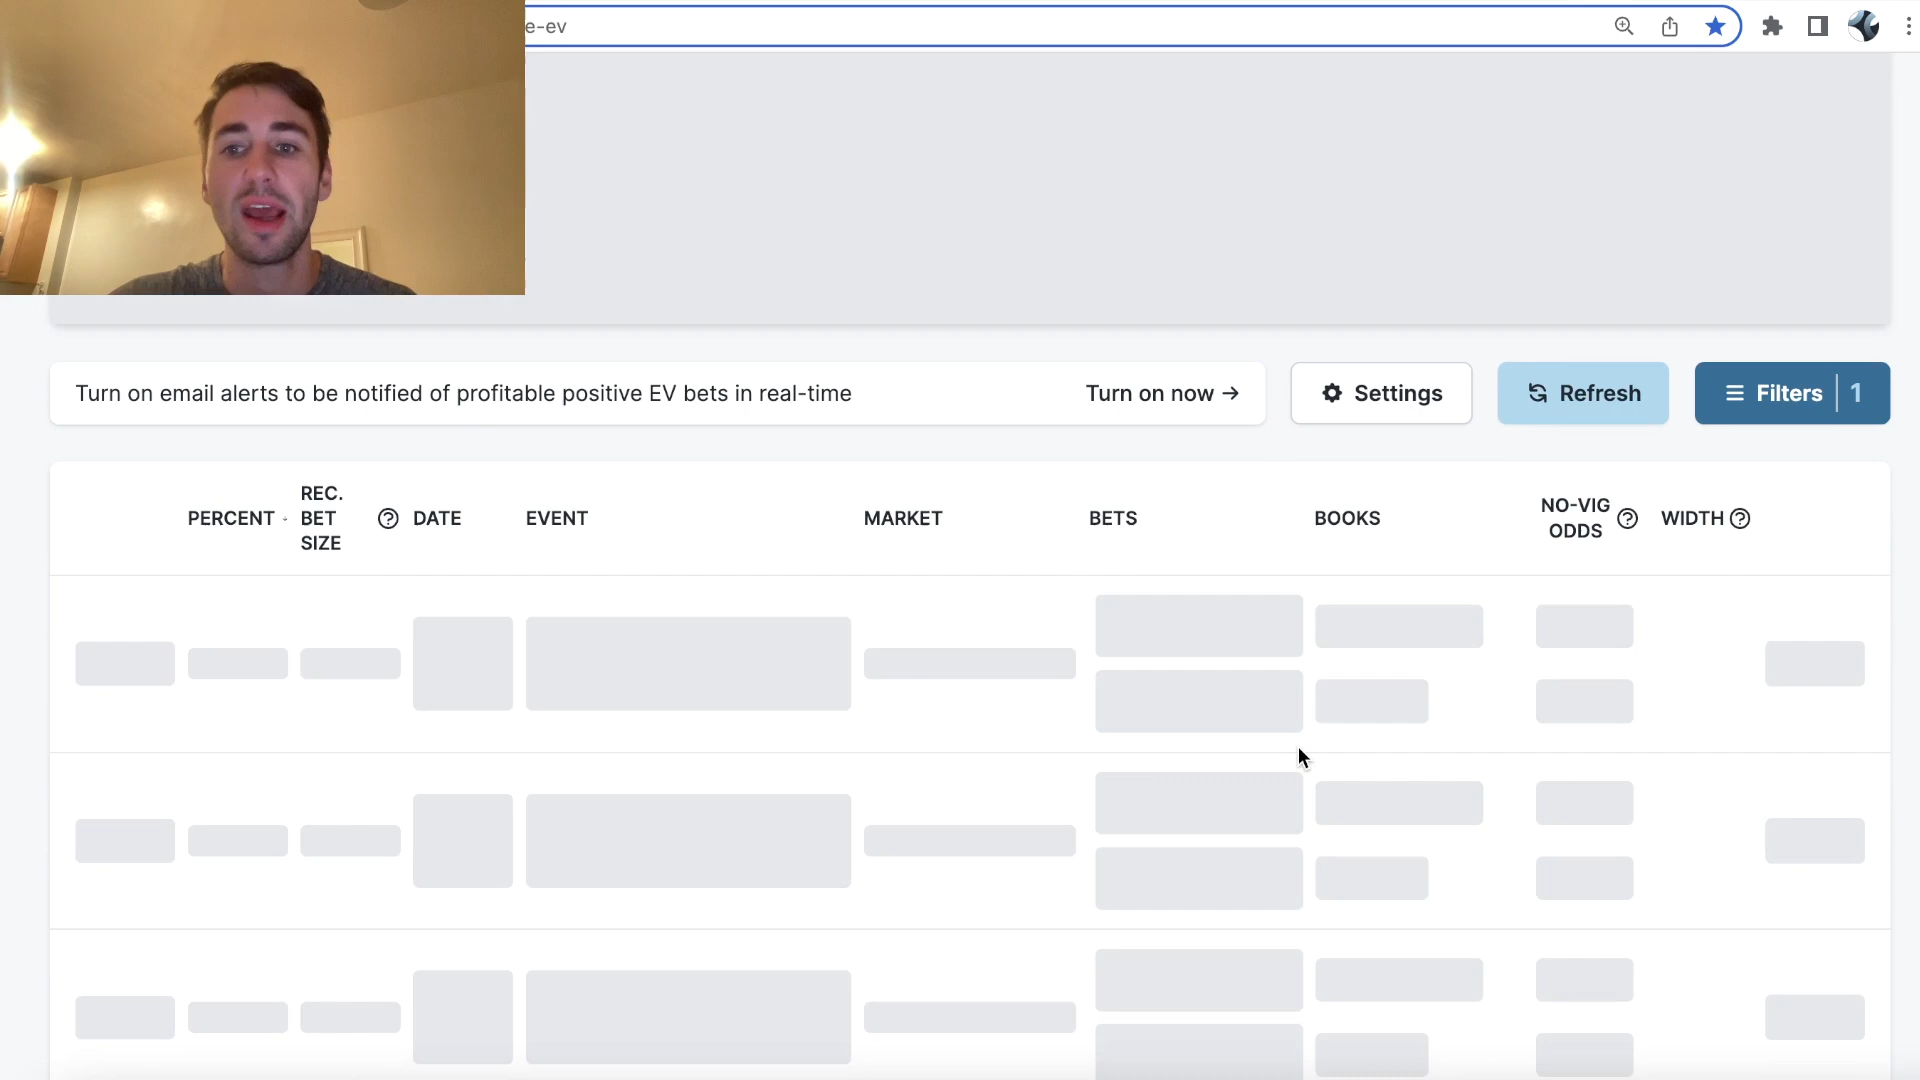 e-ev
Turn on email alerts to be notified of profitable positive EV bets in real-time
Turn on now →
Settings
Refresh
Filters
1
PERCENT
REC.
BET
SIZE
DATE
EVENT
MARKET
BETS
BOOKS
NO-VIG
ODDS
WIDTH